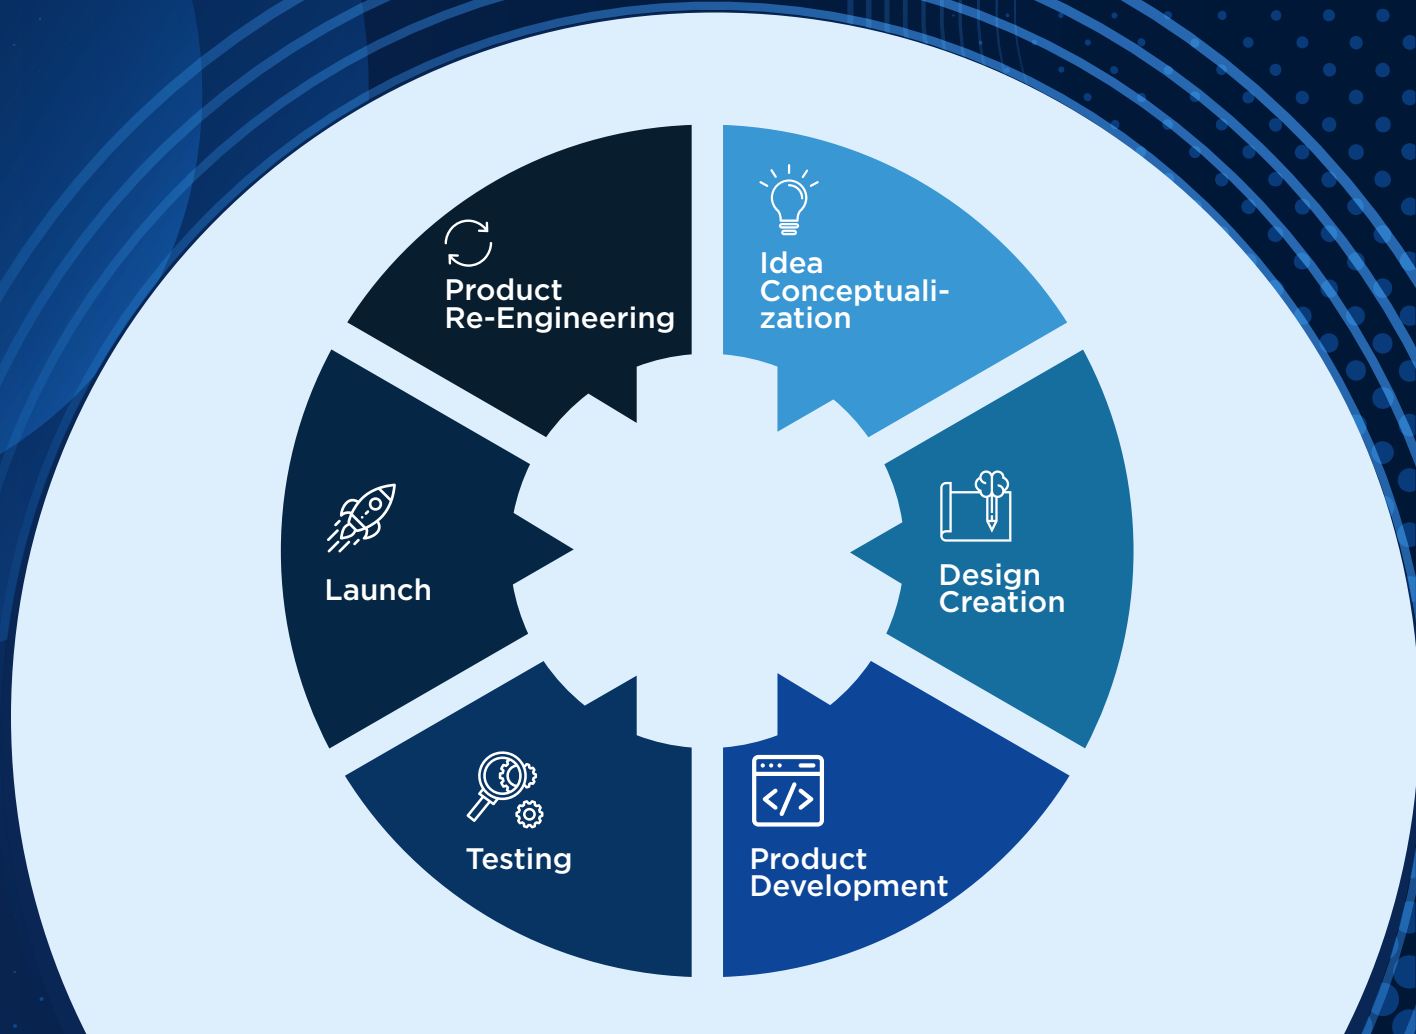 Idea
Conceptuali-
zation
Design
Creation
Product
Development
Testing
Launch
Product
Re-Engineering